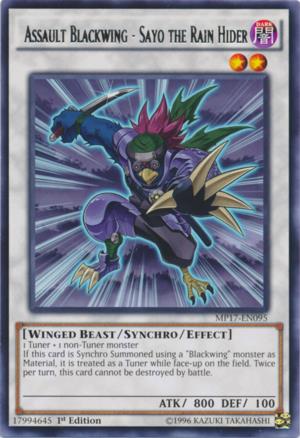 ASSAULT BLACKWING - SAYO THE RAIN HIDER
DARK
闇
MP17-EN095
[WINGED BEAST/SYNCHRO/EFFECT]
1 Tuner + 1 non-Tuner monster
If this card is Synchro Summoned using a "Blackwing" monster as
Material, it is treated as a Tuner while face-up on the field. Twice
per turn, this card cannot be destroyed by battle.
ATK/ 800 DEF/ 100
17994645 1st Edition ©1996 KAZUKI TAKAHASHI